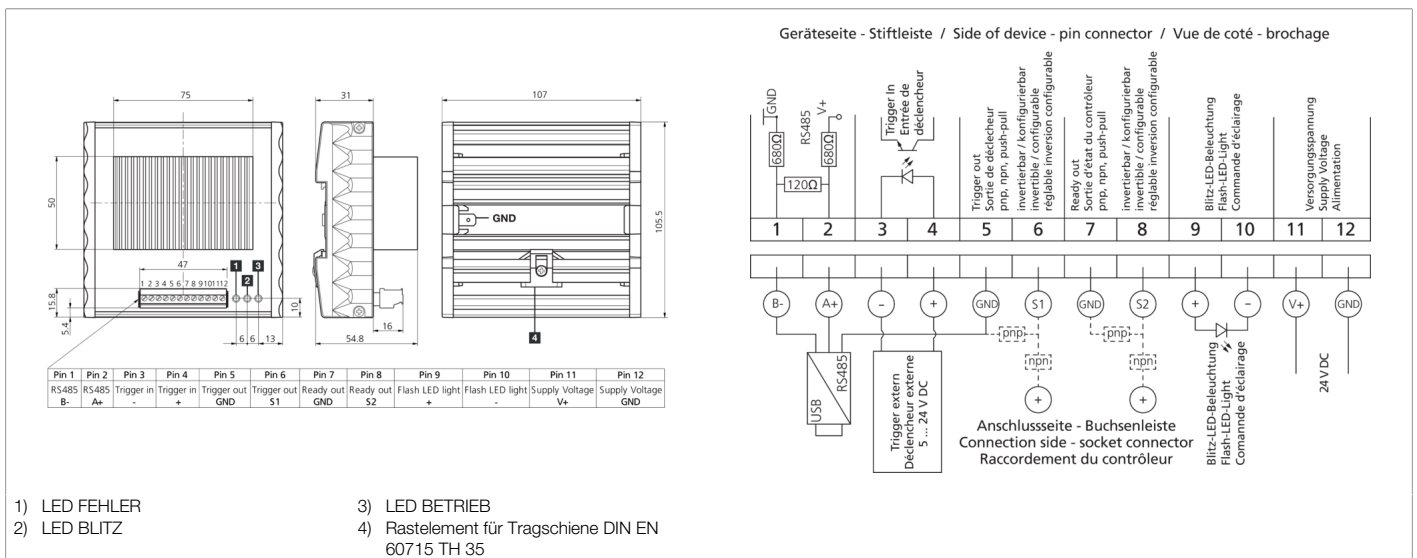 75
50
47
1 2 3 4 5 6 7 8 9 10 11 12
1
2
3
15.8
5.4
10
6 6 13
31
54.8
16
107
105.5
GND
4
Pin 1 Pin 2 Pin 3 Pin 4 Pin 5 Pin 6 Pin 7 Pin 8 Pin 9 Pin 10 Pin 11 Pin 12
RS485 RS485 Trigger in Trigger in Trigger out Trigger out Ready out Ready out Flash LED light Flash LED light Supply Voltage Supply Voltage
B- A+ - + GND S1 GND S2 + - V+ GND
Geräteseite - Stiftleiste / Side of device - pin connector / Vue de coté - brochage
GND
RS485
V+
680Ω
680Ω
120Ω
Trigger In
Entrée de
déclencheur
Trigger out
Sortie de déclecheur
pnp, npn, push-pull
invertierbar / konfigurierbar
invertible / configurable
réglable inversion configurable
Ready out
Sortie d'état du contrôleur
pnp, npn, push-pull
invertierbar / konfigurierbar
invertible / configurable
réglable inversion configurable
Blitz-LED-Beleuchtung
Flash-LED-Light
Commande d'éclairage
Versorgungsspannung
Supply Voltage
Alimentation
1 2 3 4 5 6 7 8 9 10 11 12
B- A+ - + GND S1 GND S2 + - V+ GND
pnp
pnp
npn
npn
+
+
USB
RS485
Trigger extern
Déclencheur externe
5 ... 24 V DC
Blitz-LED-Beleuchtung
Flash-LED-Light
Comannde d'éclairage
24 V DC
Anschlussseite - Buchsenleiste
Connection side - socket connector
Raccordement du contrôleur
1) LED FEHLER
2) LED BLITZ
3) LED BETRIEB
4) Rastelement für Tragschiene DIN EN
60715 TH 35